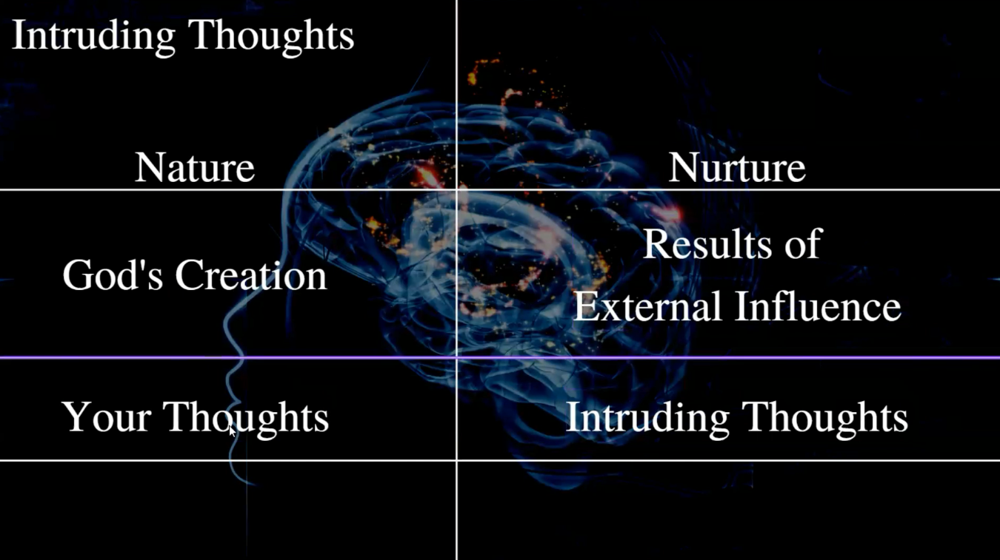 Intruding Thoughts
Nature
Nurture
God's Creation
Results of
External Influence
Your Thoughts
Intruding Thoughts